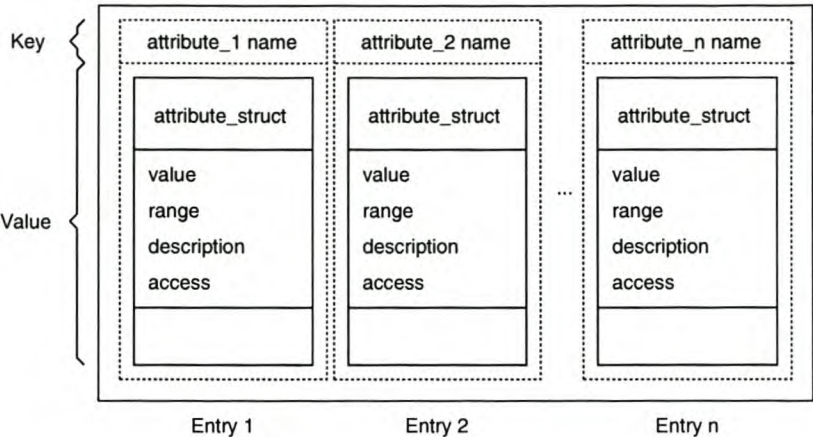 Key
attribute_1 name
attribute_2 name
attribute_n name
Value
attribute_struct
value
range
description
access
attribute_struct
value
range
description
access
...
attribute_struct
value
range
description
access
Entry 1
Entry 2
Entry n